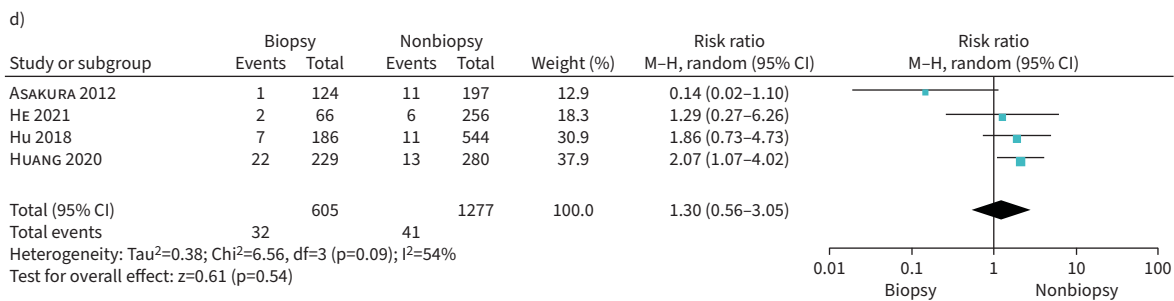 d)
Biopsy Nonbiopsy Risk ratio Risk ratio
Study or subgroup Events Total Events Total Weight (%) M–H, random (95% CI) M–H, random (95% CI)
Asakura 2012 1 124 11 197 12.9 0.14 (0.02–1.10)
He 2021 2 66 6 256 18.3 1.29 (0.27–6.26)
Hu 2018 7 186 11 544 30.9 1.86 (0.73–4.73)
Huang 2020 22 229 13 280 37.9 2.07 (1.07–4.02)
Total (95% CI) 605 1277 100.0 1.30 (0.56–3.05)
Total events 32 41
Heterogeneity: Tau²=0.38; Chi²=6.56, df=3 (p=0.09); I²=54%
Test for overall effect: z=0.61 (p=0.54)
0.01 0.1 1 10 100
Biopsy Nonbiopsy